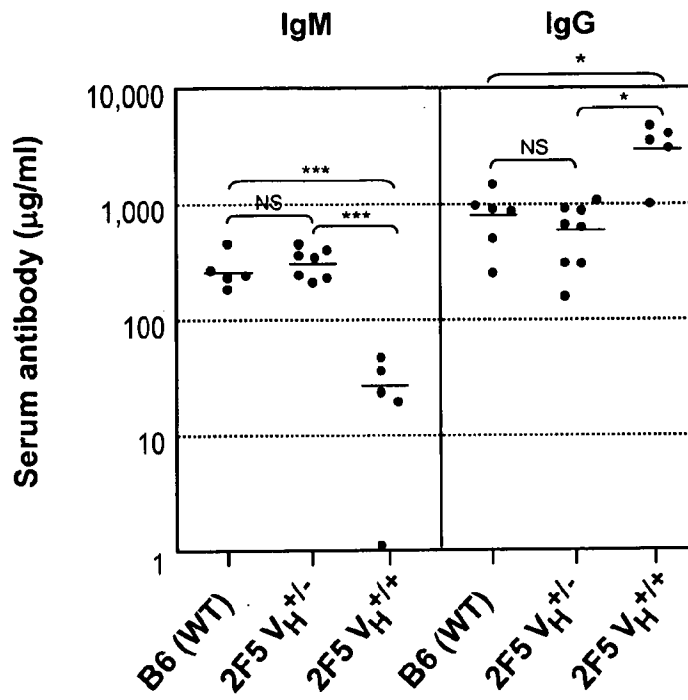 IgM IgG
Serum antibody (µg/ml)
10,000
1,000
100
10
1
*
*
NS
***
NS
***
B6 (WT)
2F5 VH+/-
2F5 VH+/+
B6 (WT)
2F5 VH+/-
2F5 VH+/+